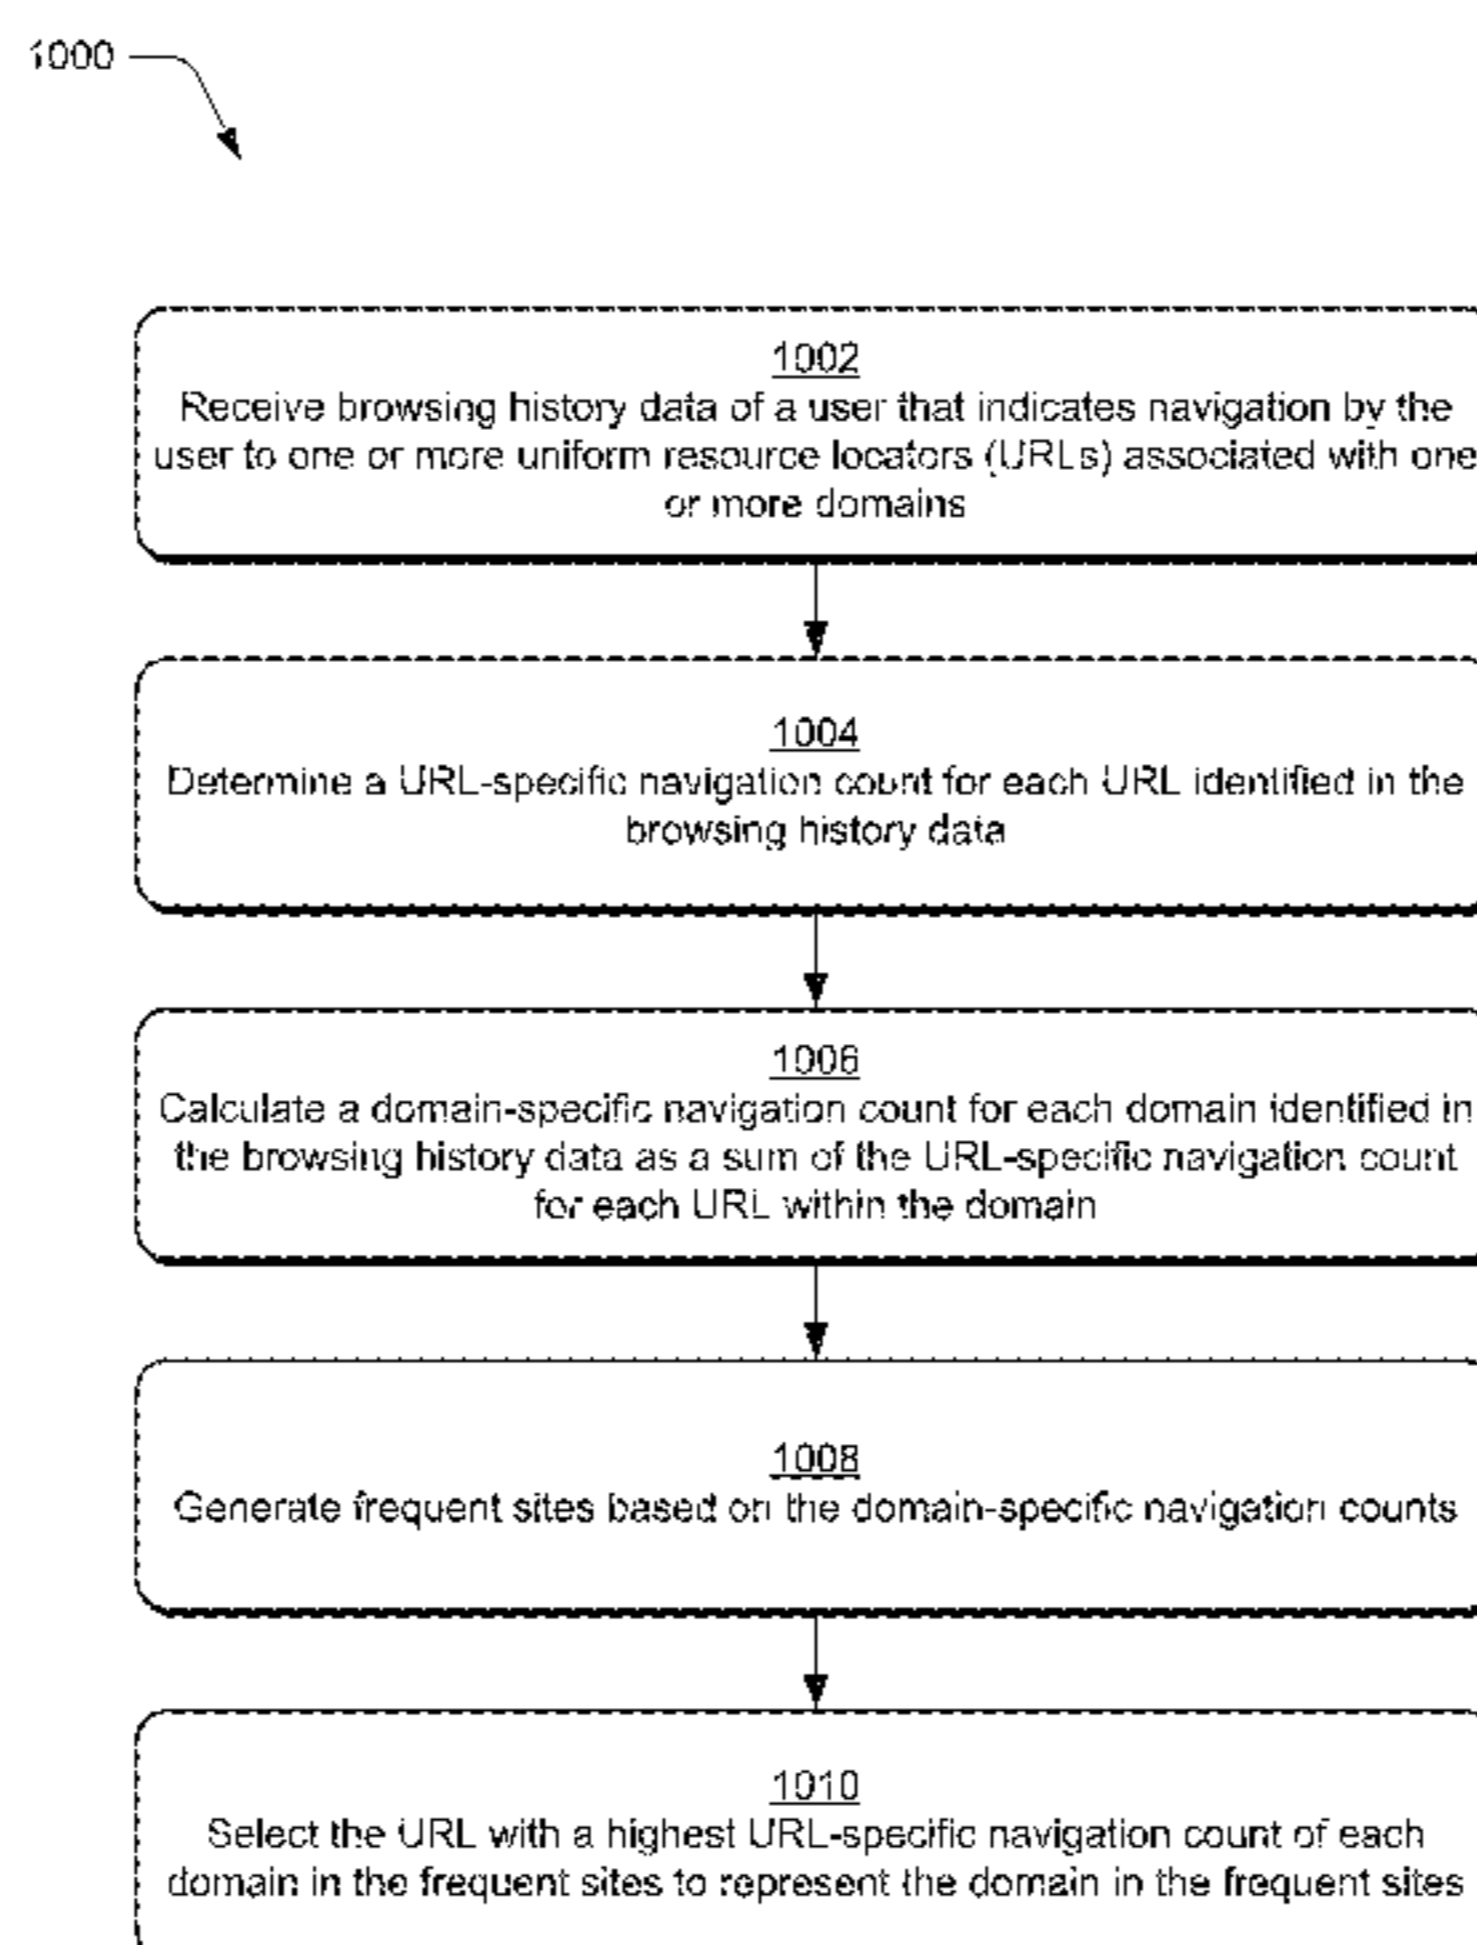 1000
1002
Receive browsing history data of a user that indicates navigation by the
user to one or more uniform resource locators (URLs) associated with one
or more domains
1004
Determine a URL-specific navigation count for each URL identified in the
browsing history data
1006
Calculate a domain-specific navigation count for each domain identified in
the browsing history data as a sum of the URL-specific navigation count
for each URL within the domain
1008
Generate frequent sites based on the domain-specific navigation counts
1010
Select the URL with a highest URL-specific navigation count of each
domain in the frequent sites to represent the domain in the frequent sites